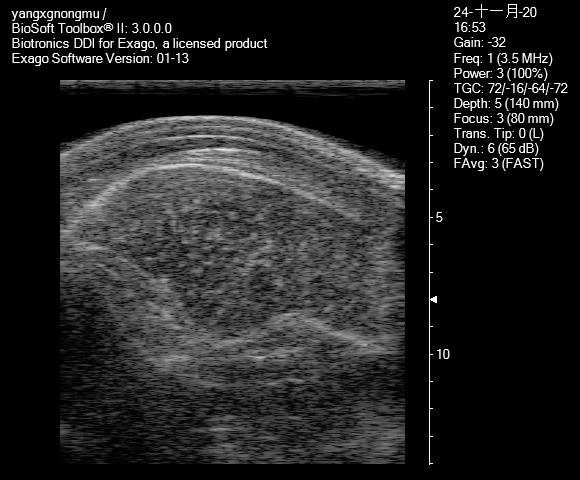 yangxgnongmu /
BioSoft Toolbox® II: 3.0.0.0
Biotronics DDI for Exago, a licensed product
Exago Software Version: 01-13
24-十一月-20
16:53
Gain: -32
Freq: 1 (3.5 MHz)
Power: 3 (100%)
TGC: 72/-16/-64/-72
Depth: 5 (140 mm)
Focus: 3 (80 mm)
Trans. Tip: 0 (L)
Dyn.: 6 (65 dB)
FAvg: 3 (FAST)
5
10